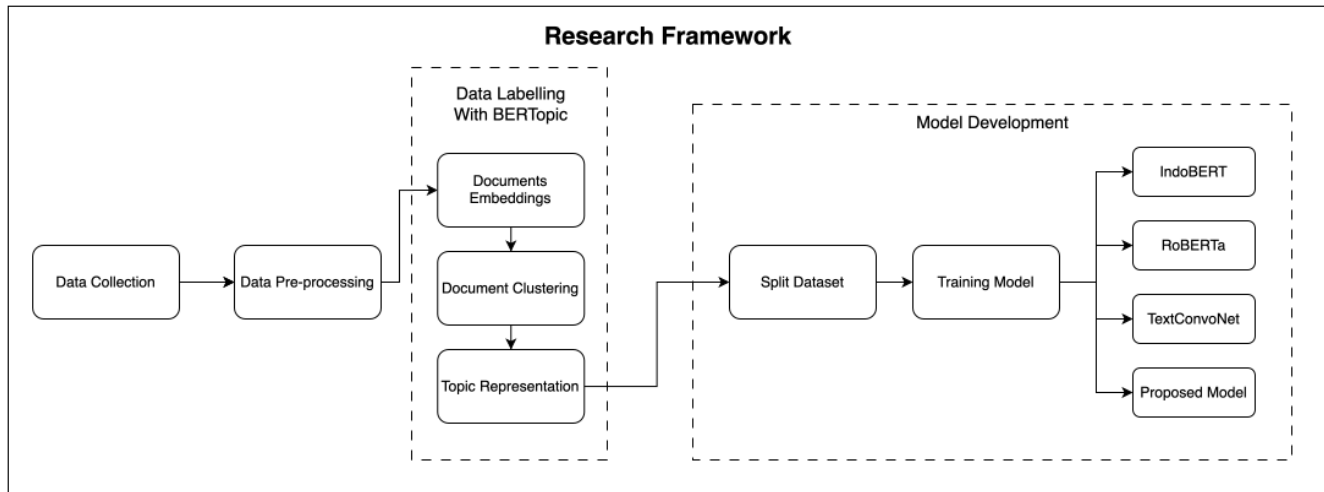 Research Framework
Data Labelling
With BERTopic
Model Development
Documents
Embeddings
IndoBERT
RoBERTa
Data Collection
Data Pre-processing
Document Clustering
Split Dataset
Training Model
TextConvoNet
Topic Representation
Proposed Model